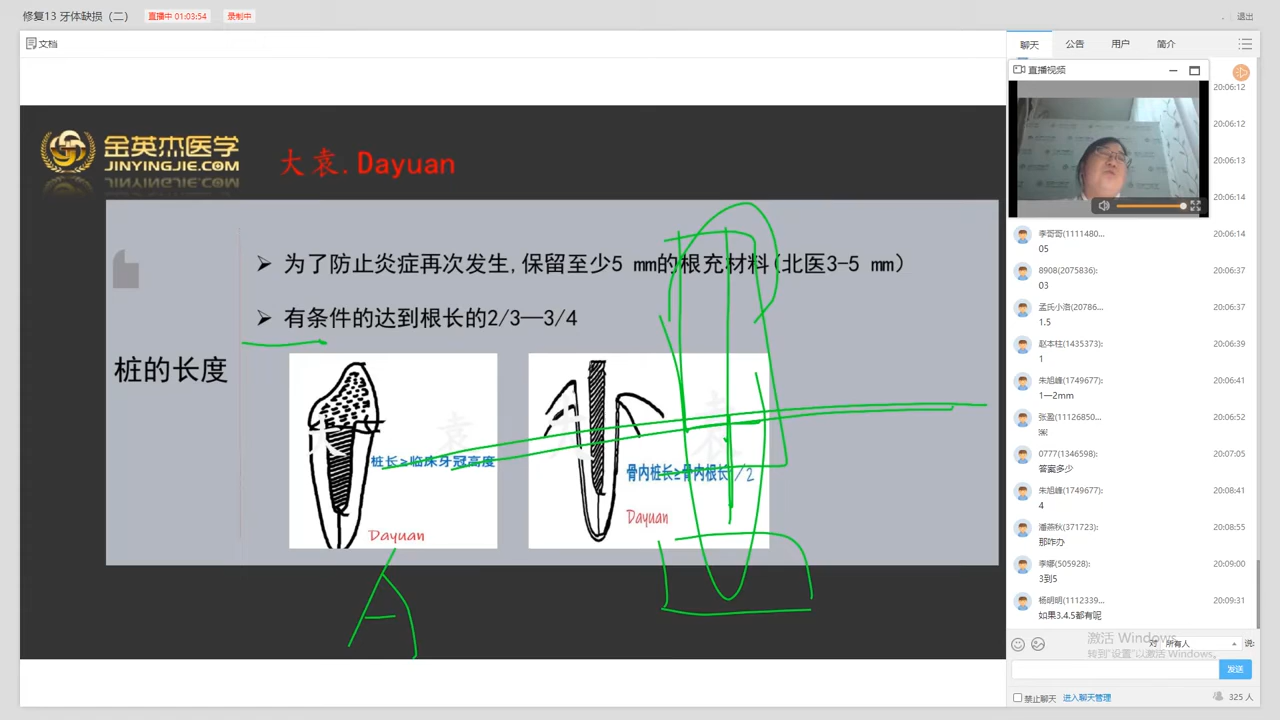 修复13 牙体缺损（二）
直播中 01:03:54
录制中
退出
文档
聊天
公告
用户
简介
直播视频
金英杰医学
JINYINGJIE.COM
大袁.Dayuan
为了防止炎症再次发生,保留至少5 mm的根充材料(北医3-5 mm）
有条件的达到根长的2/3—3/4
桩的长度
桩长≥临床牙冠高度
Dayuan
骨内桩长≥骨内根长1/2
Dayuan
A
20:06:12
20:06:12
20:06:13
20:06:14
李哥哥(1111480...
20:06:14
05
8908(2075836):
20:06:37
03
孟氏小洛(20786...
20:06:37
1.5
赵本柱(1435373):
20:06:39
1
朱旭峰(1749677):
20:06:41
1—2mm
张盈(11126850...
20:06:52
0777(1346598):
20:07:05
答案多少
朱旭峰(1749677):
20:08:41
4
潘燕秋(371723):
20:08:55
那咋办
李娜(505928):
20:09:00
3到5
杨明明(1112339...
20:09:31
如果3.4.5都有呢
激活 Windows
转到"设置"以激活 Windows。
对
所有人
说:
发送
禁止聊天
进入聊天管理
325 人